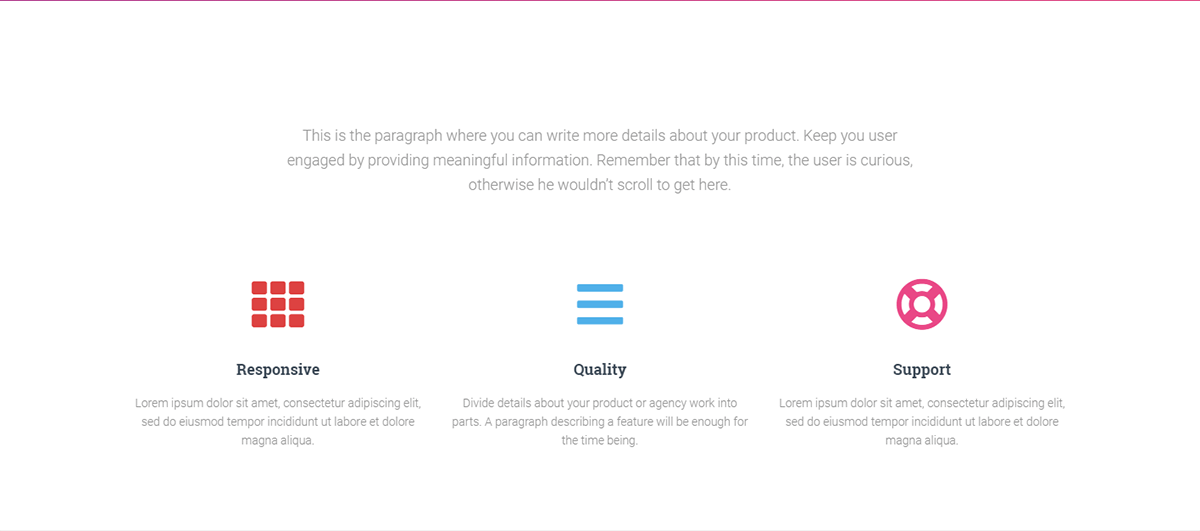 This is the paragraph where you can write more details about your product. Keep you user
engaged by providing meaningful information. Remember that by this time, the user is curious,
otherwise he wouldn't scroll to get here.
Responsive
Lorem ipsum dolor sit amet, consectetur adipiscing elit,
sed do eiusmod tempor incididunt ut labore et dolore
magna aliqua.
Quality
Divide details about your product or agency work into
parts. A paragraph describing a feature will be enough for
the time being.
Support
Lorem ipsum dolor sit amet, consectetur adipiscing elit,
sed do eiusmod tempor incididunt ut labore et dolore
magna aliqua.